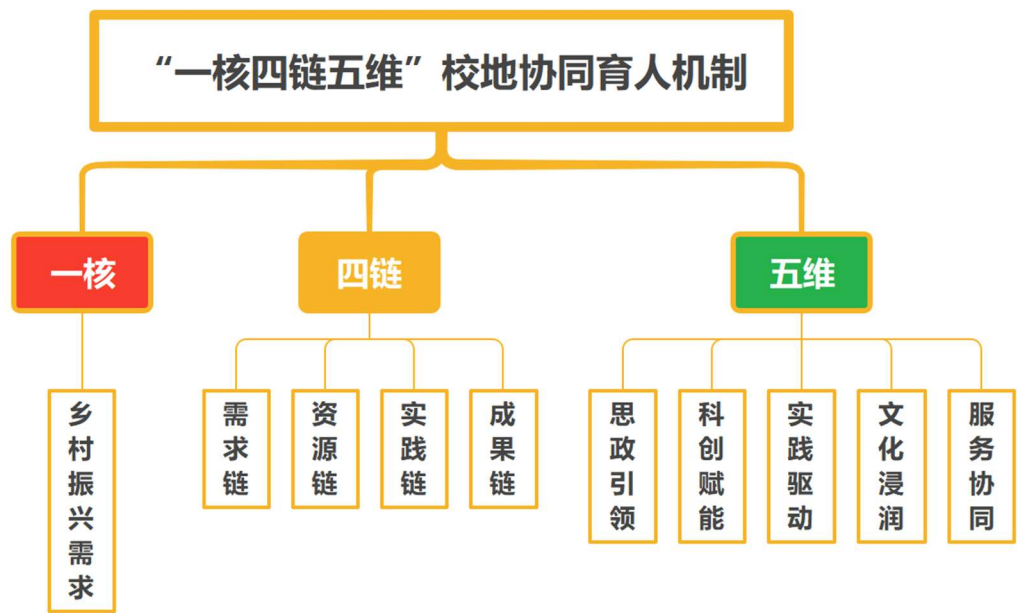 “一核四链五维”校地协同育人机制
一核
四链
五维
乡村振兴需求
需求链
资源链
实践链
成果链
思政引领
科创赋能
实践驱动
文化浸润
服务协同